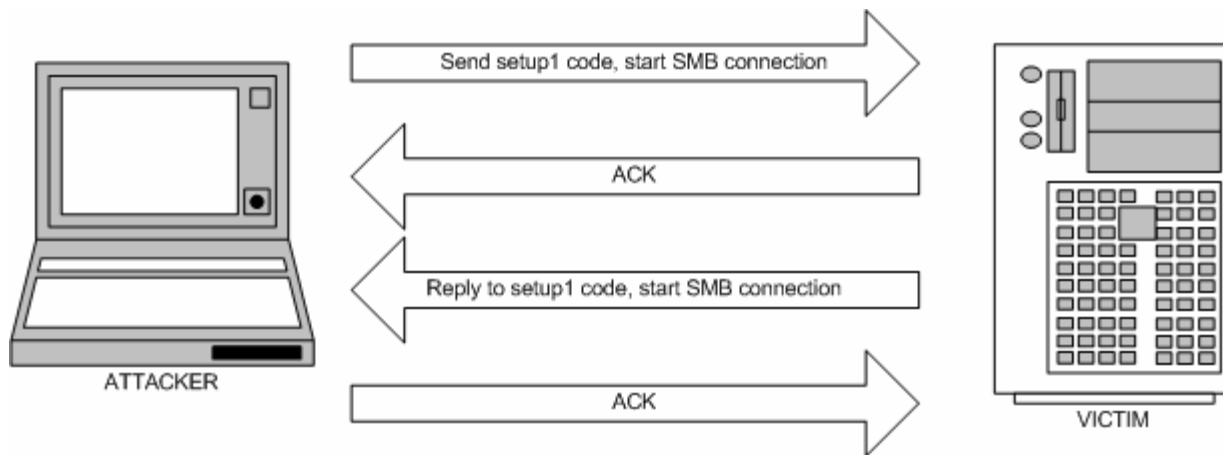 Send setup1 code, start SMB connection
ACK
Reply to setup1 code, start SMB connection
ACK
ATTACKER
VICTIM